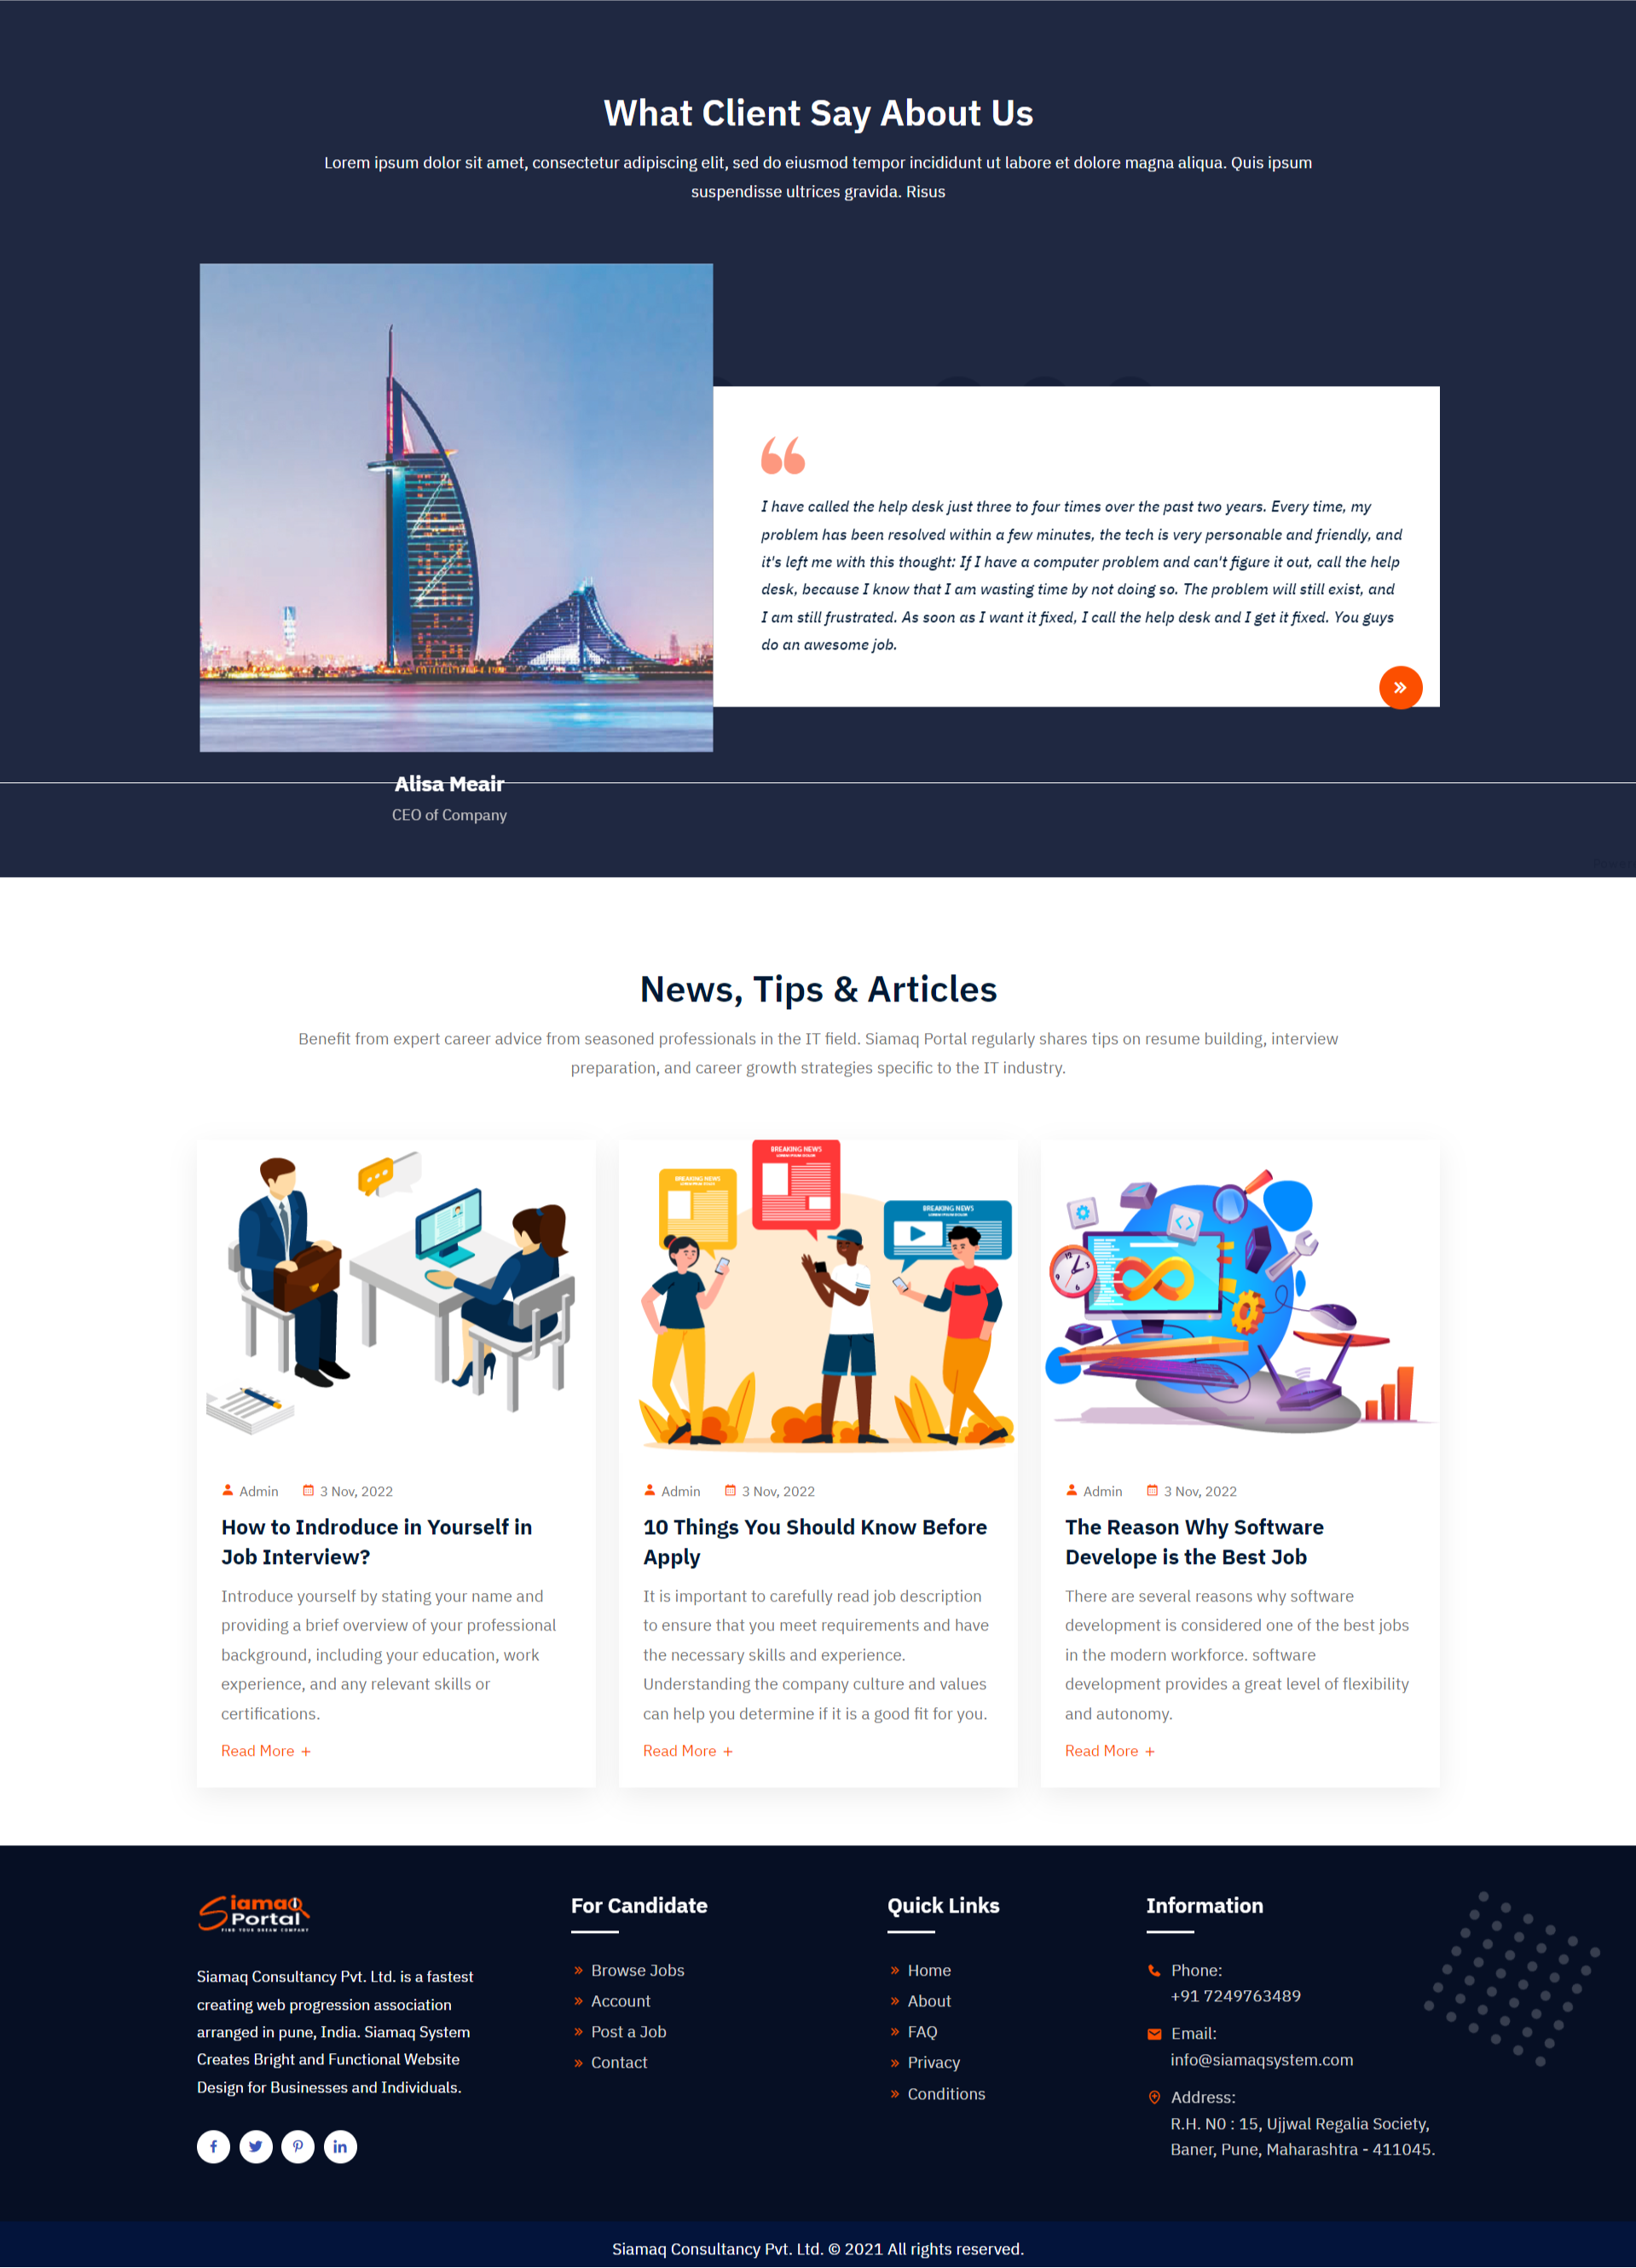 What Client Say About Us
Lorem ipsum dolor sit amet, consectetur adipiscing elit, sed do eiusmod tempor incididunt ut labore et dolore magna aliqua. Quis ipsum
suspendisse ultrices gravida. Risus
I have called the help desk just three to four times over the past two years. Every time, my
problem has been resolved within a few minutes, the tech is very personable and friendly, and
it's left me with this thought: If I have a computer problem and can't figure it out, call the help
desk, because I know that I am wasting time by not doing so. The problem will still exist, and
I am still frustrated. As soon as I want it fixed, I call the help desk and I get it fixed. You guys
do an awesome job.
Alisa Meair
CEO of Company
News, Tips & Articles
Benefit from expert career advice from seasoned professionals in the IT field. Siamaq Portal regularly shares tips on resume building, interview
preparation, and career growth strategies specific to the IT industry.
Admin 3 Nov, 2022
How to Indroduce in Yourself in
Job Interview?
Introduce yourself by stating your name and
providing a brief overview of your professional
background, including your education, work
experience, and any relevant skills or
certifications.
Read More +
BREAKING NEWS
LOREM IPSUM DOLOR
BREAKING NEWS
LOREM IPSUM DOLOR
BREAKING NEWS
LOREM IPSUM DOLOR
Admin 3 Nov, 2022
10 Things You Should Know Before
Apply
It is important to carefully read job description
to ensure that you meet requirements and have
the necessary skills and experience.
Understanding the company culture and values
can help you determine if it is a good fit for you.
Read More +
Admin 3 Nov, 2022
The Reason Why Software
Develope is the Best Job
There are several reasons why software
development is considered one of the best jobs
in the modern workforce. software
development provides a great level of flexibility
and autonomy.
Read More +
Siamaq
Portal
FIND YOUR DREAM COMPANY
Siamaq Consultancy Pvt. Ltd. is a fastest
creating web progression association
arranged in pune, India. Siamaq System
Creates Bright and Functional Website
Design for Businesses and Individuals.
For Candidate
Browse Jobs
Account
Post a Job
Contact
Quick Links
Home
About
FAQ
Privacy
Conditions
Information
Phone:
+91 7249763489
Email:
info@siamaqsystem.com
Address:
R.H. N0 : 15, Ujjwal Regalia Society,
Baner, Pune, Maharashtra - 411045.
Siamaq Consultancy Pvt. Ltd. © 2021 All rights reserved.